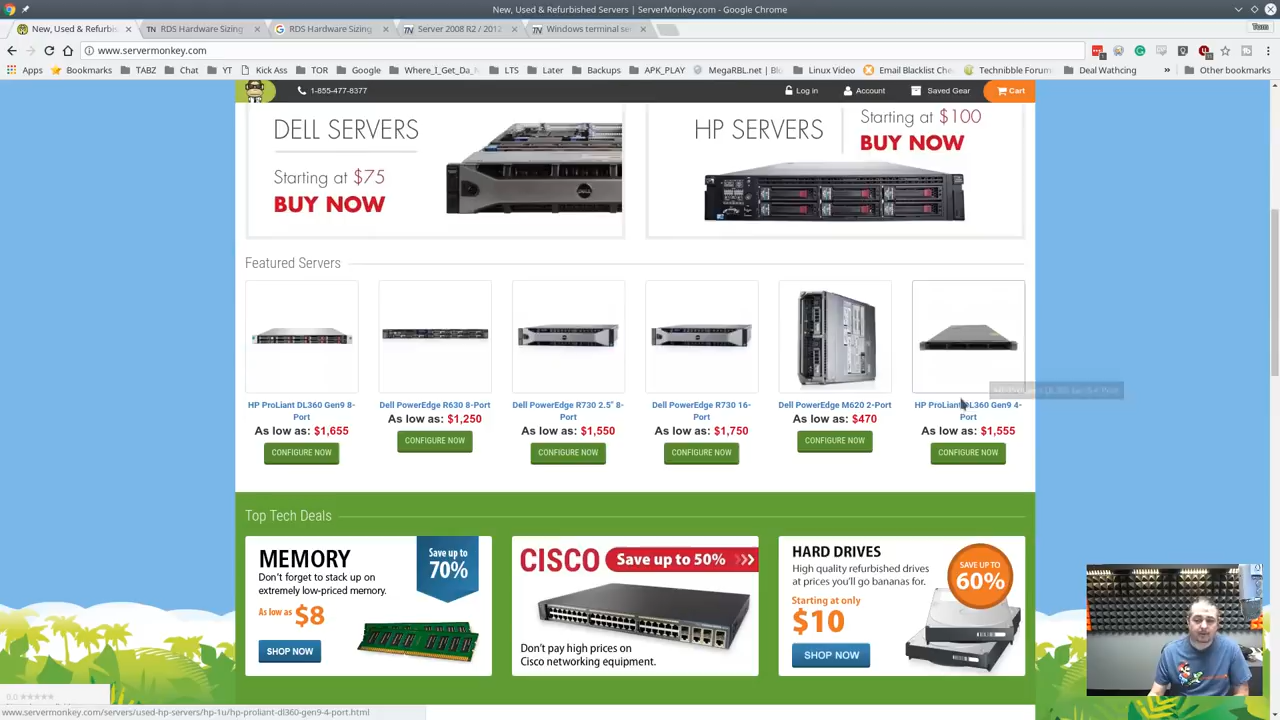 New, Used & Refurbished Servers | ServerMonkey.com - Google Chrome
New, Used & Refurbis
RDS Hardware Sizing
RDS Hardware Sizing
Server 2008 R2 / 2012
Windows terminal se
Tom
www.servermonkey.com
Apps
Bookmarks
TABZ
Chat
YT
Kick Ass
TOR
Google
Where_I_Get_Da_
LTS
Later
Backups
APK_PLAY
MegaRBL.net | Bl
Linux Video
Email Blacklist Che
Technibble Forum
Deal Wathcing
»
Other bookmarks
1-855-477-8377
Log in
Account
Saved Gear
Cart
DELL SERVERS
Starting at $75
BUY NOW
HP SERVERS
Starting at $100
BUY NOW
Featured Servers
HP ProLiant DL360 Gen9 8-
Port
As low as: $1,655
CONFIGURE NOW
Dell PowerEdge R630 8-Port
As low as: $1,250
CONFIGURE NOW
Dell PowerEdge R730 2.5" 8-
Port
As low as: $1,550
CONFIGURE NOW
Dell PowerEdge R730 16-
Port
As low as: $1,750
CONFIGURE NOW
Dell PowerEdge M620 2-Port
As low as: $470
CONFIGURE NOW
HP ProLiant DL360 Gen9 4-
Port
As low as: $1,555
CONFIGURE NOW
HP ProLiant DL360 Gen9 4-Port
Top Tech Deals
MEMORY
Don't forget to stack up on
extremely low-priced memory.
As low as $8
SHOP NOW
Save up to
70%
CISCO
Save up to 50%
Don't pay high prices on
Cisco networking equipment.
HARD DRIVES
High quality refurbished drives
at prices you'll go bananas for.
Starting at only
$10
SHOP NOW
SAVE UP TO
60%
0.0
www.servermonkey.com/servers/used-hp-servers/hp-1u/hp-proliant-dl360-gen9-4-port.html